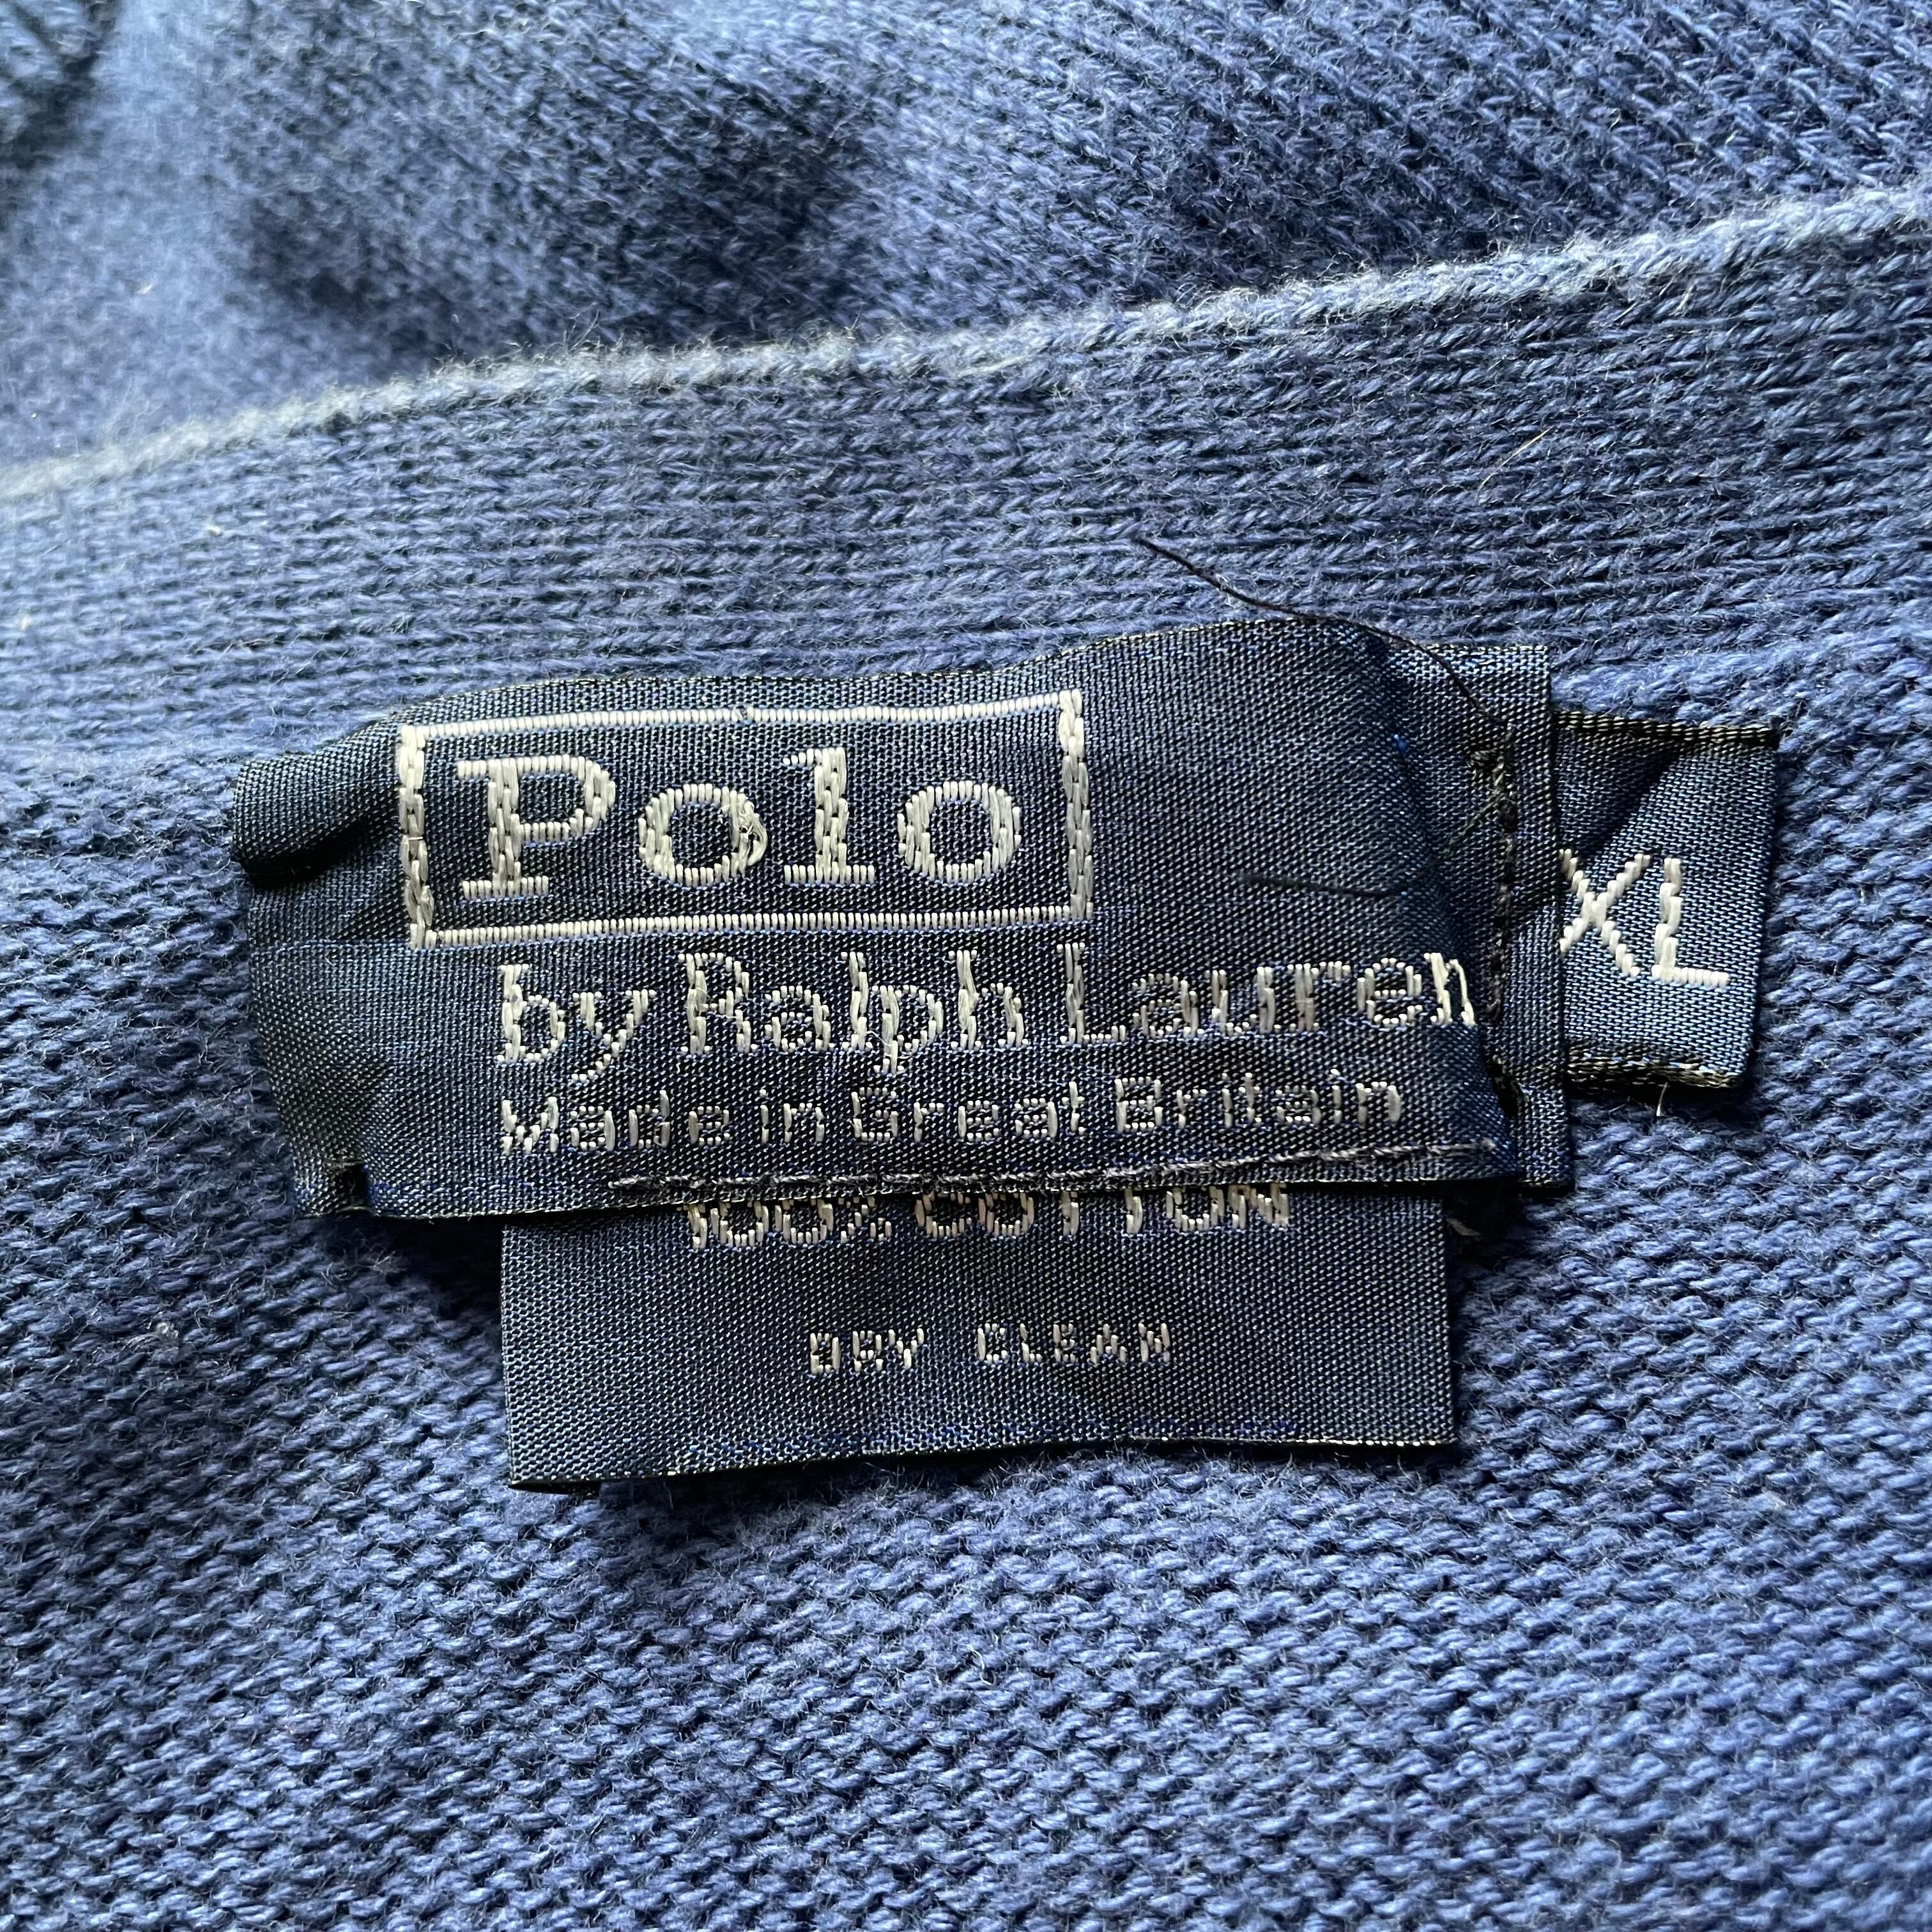 Polo
by Ralph Lauren
Made in Great Britain
XL
100% COTTON
DRY CLEAN